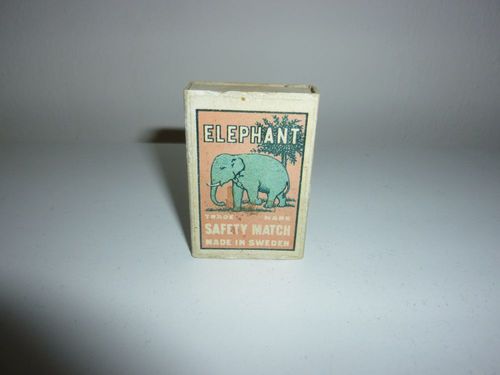 ELEPHANT
TRADE MARK
SAFETY MATCH
MADE IN SWEDEN